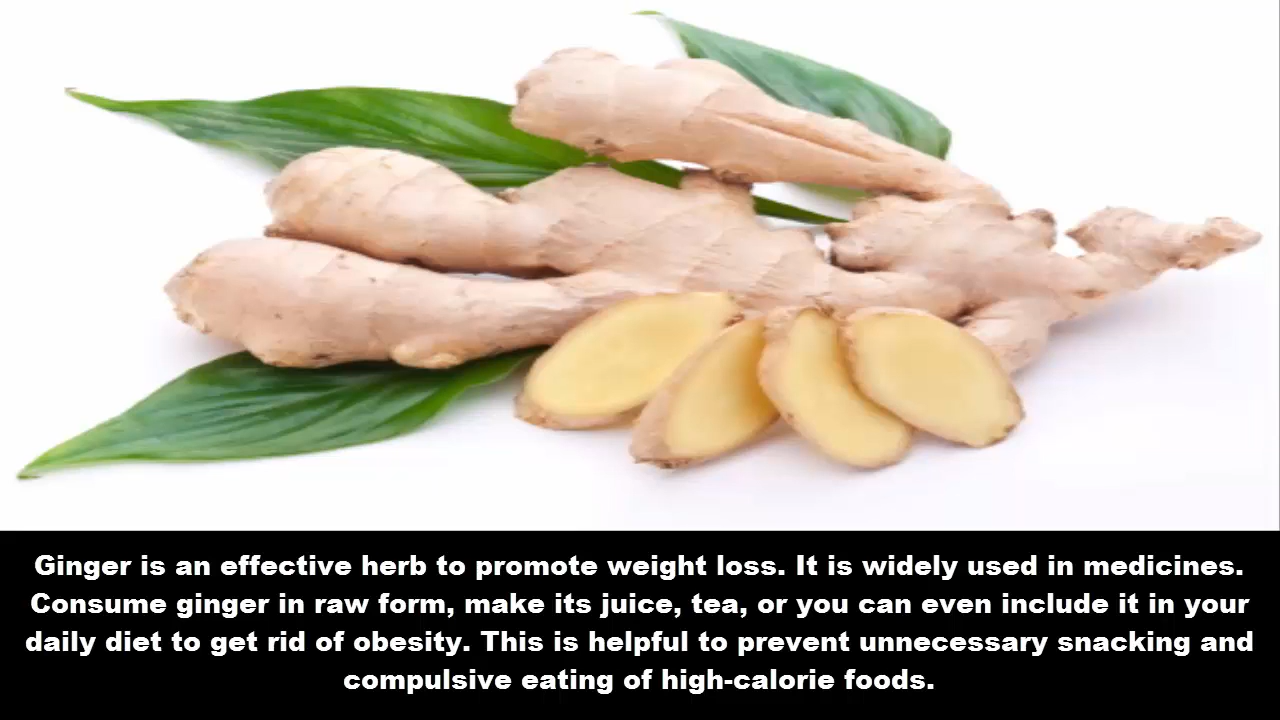 Ginger is an effective herb to promote weight loss. It is widely used in medicines.
Consume ginger in raw form, make its juice, tea, or you can even include it in your
daily diet to get rid of obesity. This is helpful to prevent unnecessary snacking and
compulsive eating of high-calorie foods.